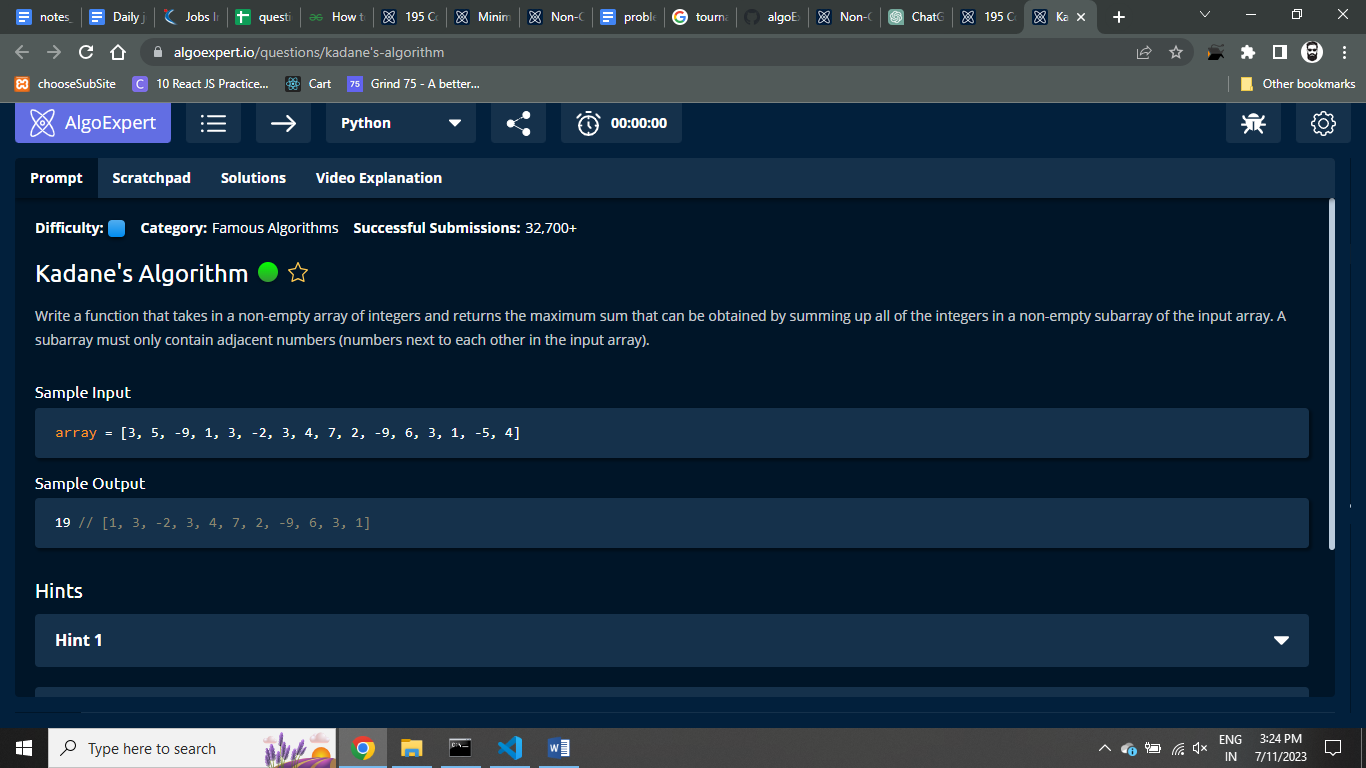 notes_
Daily j
Jobs In
questi
How t
195 Co
Minim
Non-C
proble
tourna
algoEx
Non-C
ChatG
195 Co
Ka
algoexpert.io/questions/kadane's-algorithm
chooseSubSite
C 10 React JS Practice...
Cart
75 Grind 75 - A better...
Other bookmarks
AlgoExpert
Python
00:00:00
Prompt Scratchpad Solutions Video Explanation
Difficulty: Category: Famous Algorithms Successful Submissions: 32,700+
Kadane's Algorithm
Write a function that takes in a non-empty array of integers and returns the maximum sum that can be obtained by summing up all of the integers in a non-empty subarray of the input array. A
subarray must only contain adjacent numbers (numbers next to each other in the input array).
Sample Input
array = [3, 5, -9, 1, 3, -2, 3, 4, 7, 2, -9, 6, 3, 1, -5, 4]
Sample Output
19 // [1, 3, -2, 3, 4, 7, 2, -9, 6, 3, 1]
Hints
Hint 1
Type here to search
ENG
IN
3:24 PM
7/11/2023